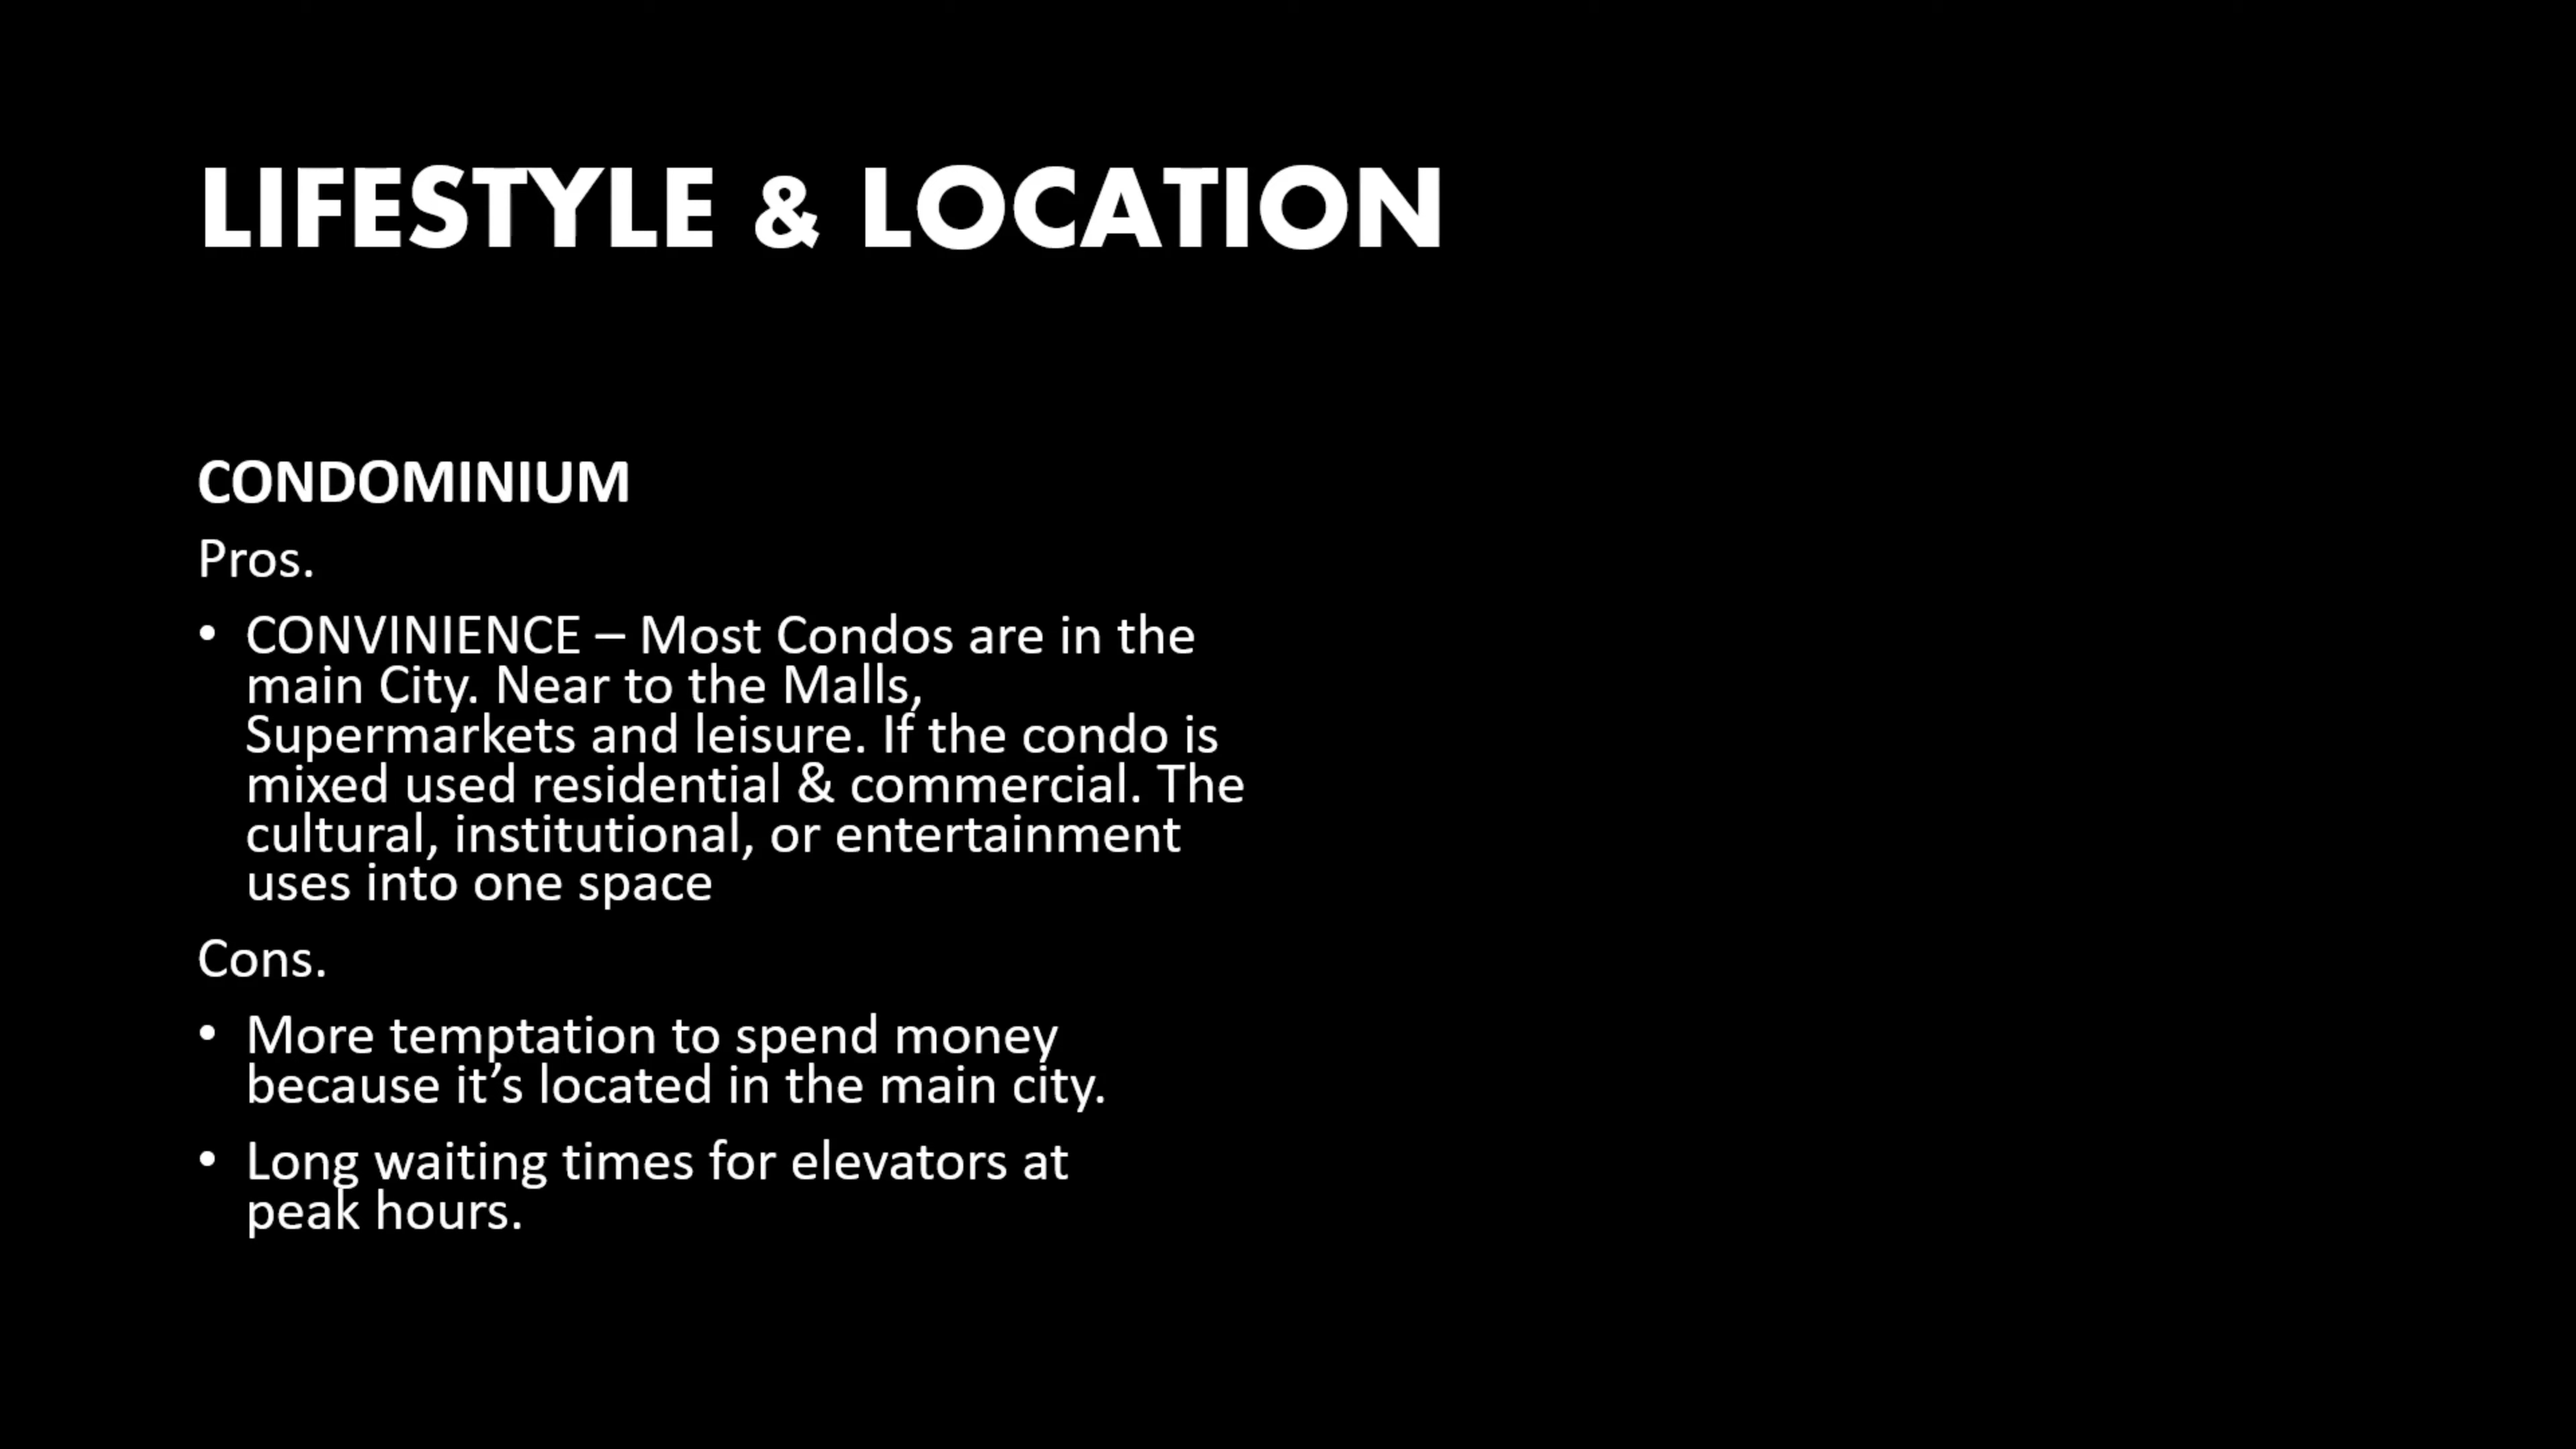 LIFESTYLE & LOCATION
CONDOMINIUM
Pros.
• CONVINIENCE – Most Condos are in the
main City. Near to the Malls,
Supermarkets and leisure. If the condo is
mixed used residential & commercial. The
cultural, institutional, or entertainment
uses into one space
Cons.
• More temptation to spend money
because it’s located in the main city.
• Long waiting times for elevators at
peak hours.